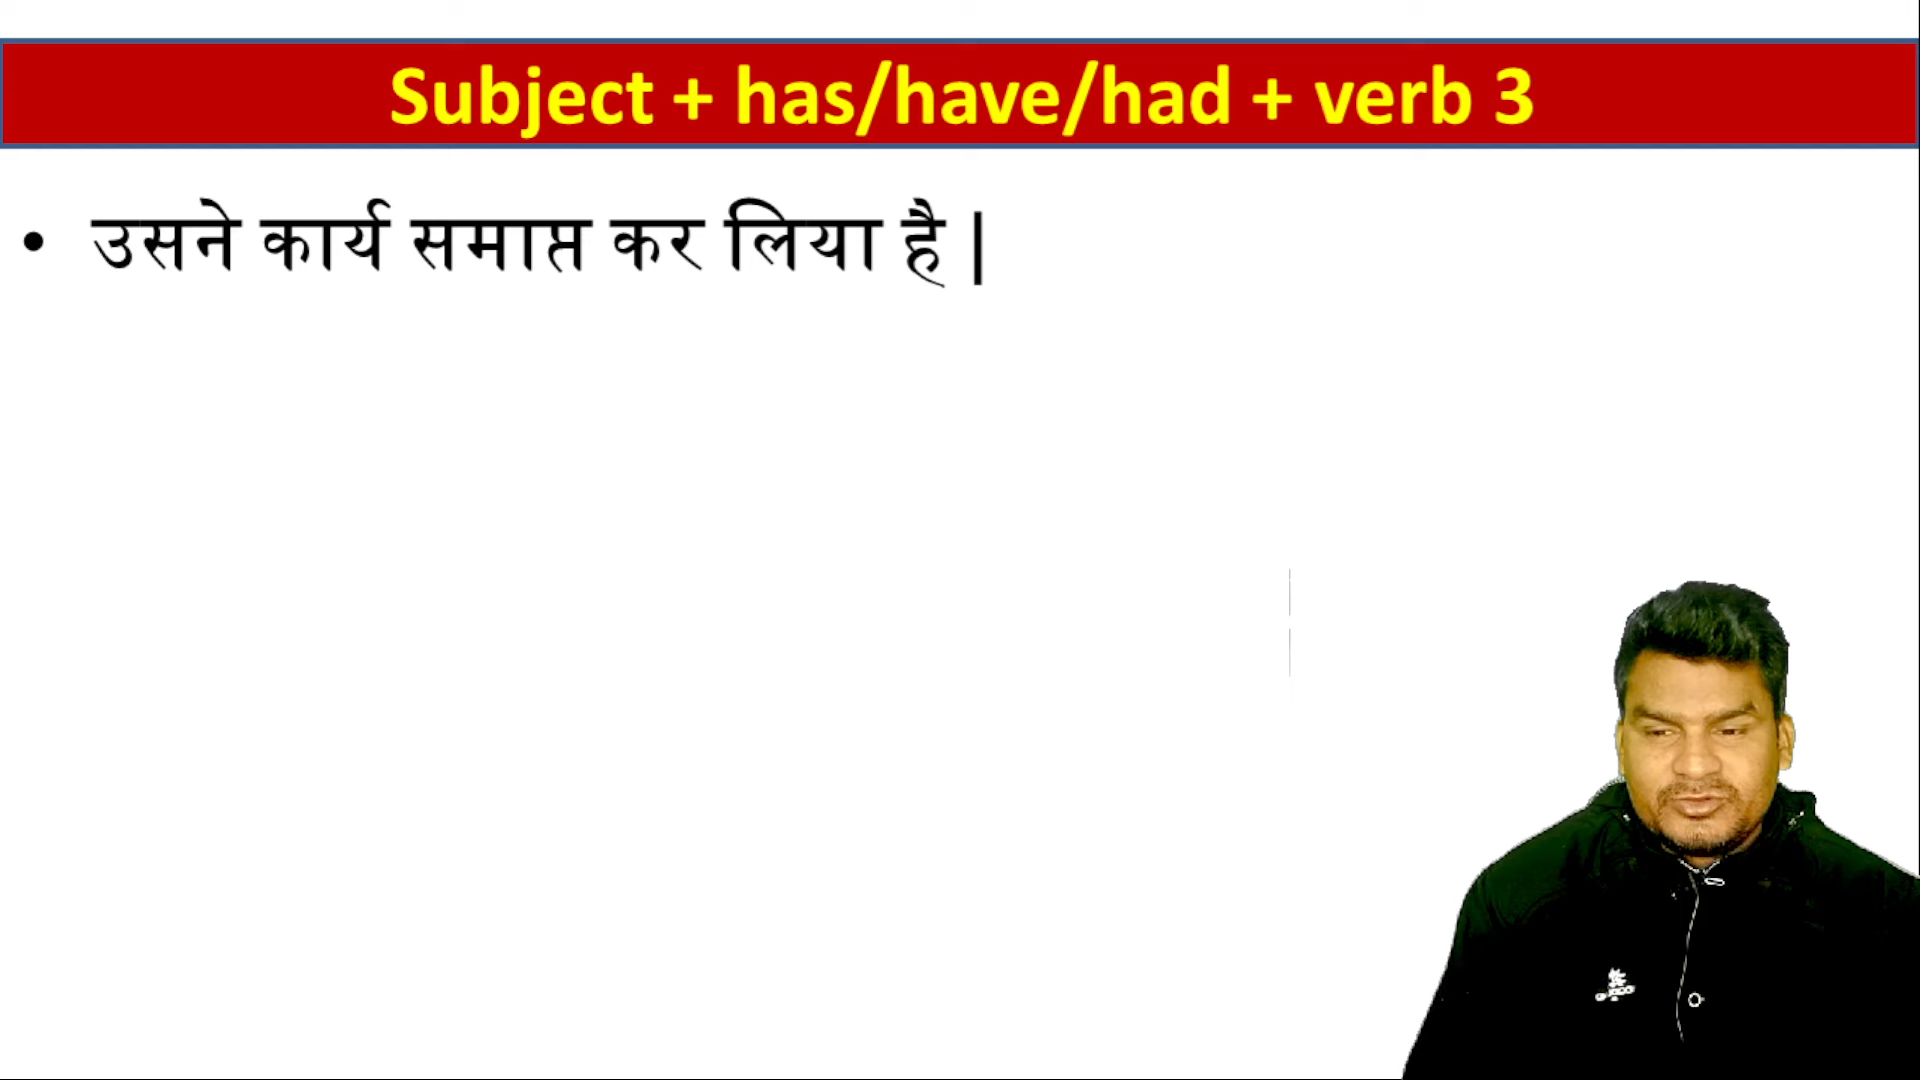 Subject + has/have/had + verb 3
• उसने कार्य समाप्त कर लिया है |